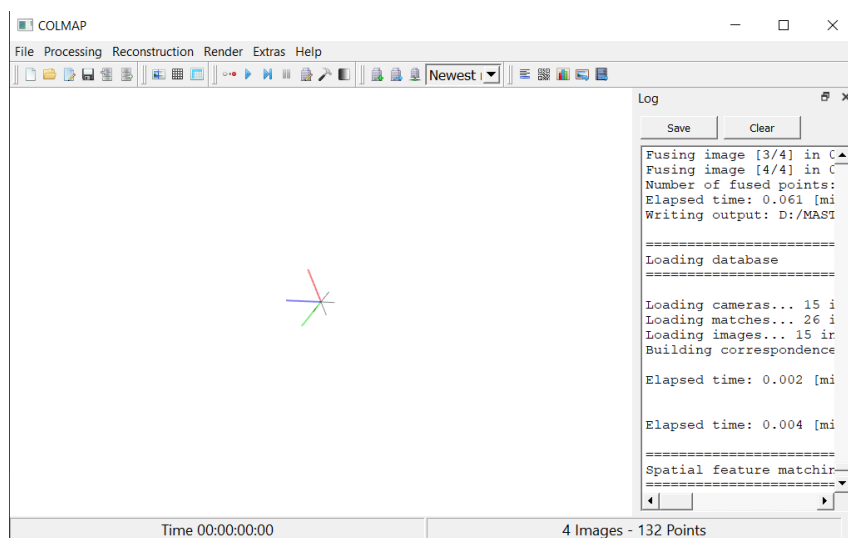 COLMAP
File Processing Reconstruction Render Extras Help
Newest
Log
Save Clear
Fusing image [3/4] in
Fusing image [4/4] in
Number of fused points:
Elapsed time: 0.061 [mi
Writing output: D:/MAST
=======================
Loading database
=======================
Loading cameras... 15 i
Loading matches... 26 i
Loading images... 15 in
Building correspondence
Elapsed time: 0.002 [mi
Elapsed time: 0.004 [mi
=======================
Spatial feature matchin
=======================
Time 00:00:00:00
4 Images - 132 Points